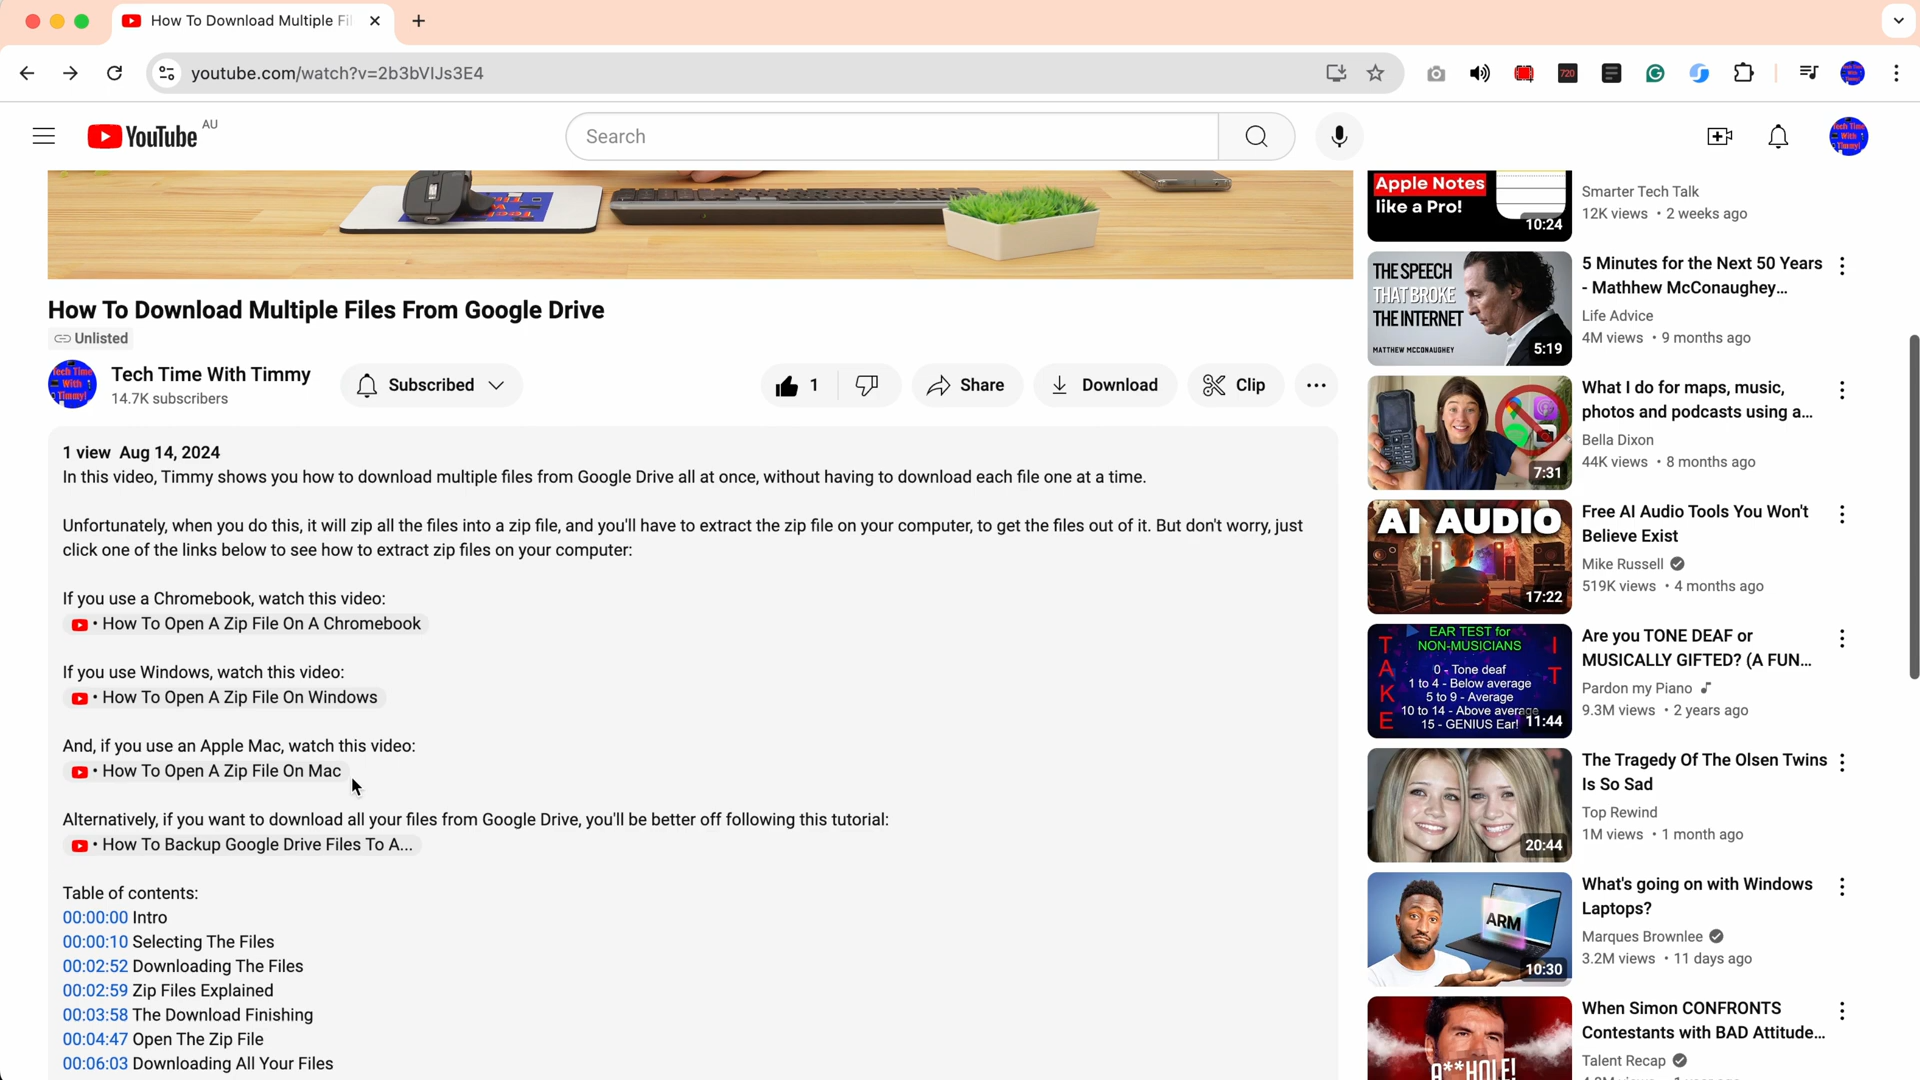 How To Download Multiple Fil
youtube.com/watch?v=2b3bVIJs3E4
720
YouTube AU
Search
Tech Time With Timmy!
How To Download Multiple Files From Google Drive
Unlisted
Tech Time With Timmy!
Tech Time With Timmy
14.7K subscribers
Subscribed
1
Share
Download
Clip
1 view Aug 14, 2024
In this video, Timmy shows you how to download multiple files from Google Drive all at once, without having to download each file one at a time.
Unfortunately, when you do this, it will zip all the files into a zip file, and you'll have to extract the zip file on your computer, to get the files out of it. But don't worry, just
click one of the links below to see how to extract zip files on your computer:
If you use a Chromebook, watch this video:
• How To Open A Zip File On A Chromebook
If you use Windows, watch this video:
• How To Open A Zip File On Windows
And, if you use an Apple Mac, watch this video:
• How To Open A Zip File On Mac
Alternatively, if you want to download all your files from Google Drive, you'll be better off following this tutorial:
• How To Backup Google Drive Files To A...
Table of contents:
00:00:00 Intro
00:00:10 Selecting The Files
00:02:52 Downloading The Files
00:02:59 Zip Files Explained
00:03:58 The Download Finishing
00:04:47 Open The Zip File
00:06:03 Downloading All Your Files
Apple Notes
like a Pro!
10:24
Smarter Tech Talk
12K views • 2 weeks ago
THE SPEECH
THAT BROKE
THE INTERNET
MATTHEW MCCONAUGHEY
5:19
5 Minutes for the Next 50 Years
- Mathhew McConaughey...
Life Advice
4M views • 9 months ago
7:31
What I do for maps, music,
photos and podcasts using a...
Bella Dixon
44K views • 8 months ago
AI AUDIO
17:22
Free AI Audio Tools You Won't
Believe Exist
Mike Russell
519K views • 4 months ago
TAKE
IT
EAR TEST for
NON-MUSICIANS
0 - Tone deaf
1 to 4 - Below average
5 to 9 - Average
10 to 14 - Above average
15 - GENIUS Ear!
11:44
Are you TONE DEAF or
MUSICALLY GIFTED? (A FUN...
Pardon my Piano
9.3M views • 2 years ago
20:44
The Tragedy Of The Olsen Twins
Is So Sad
Top Rewind
1M views • 1 month ago
ARM
10:30
What's going on with Windows
Laptops?
Marques Brownlee
3.2M views • 11 days ago
A**HOLE!
When Simon CONFRONTS
Contestants with BAD Attitude...
Talent Recap